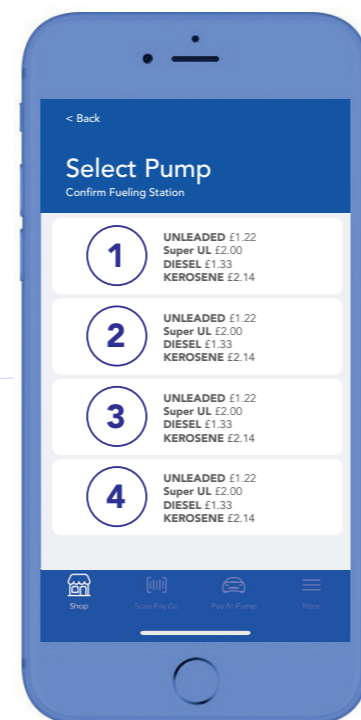 < Back
Select Pump
Confirm Fueling Station
1
UNLEADED £1.22
Super UL £2.00
DIESEL £1.33
KEROSENE £2.14
2
UNLEADED £1.22
Super UL £2.00
DIESEL £1.33
KEROSENE £2.14
3
UNLEADED £1.22
Super UL £2.00
DIESEL £1.33
KEROSENE £2.14
4
UNLEADED £1.22
Super UL £2.00
DIESEL £1.33
KEROSENE £2.14
Shop Scan Pay Go Pay At Pump More